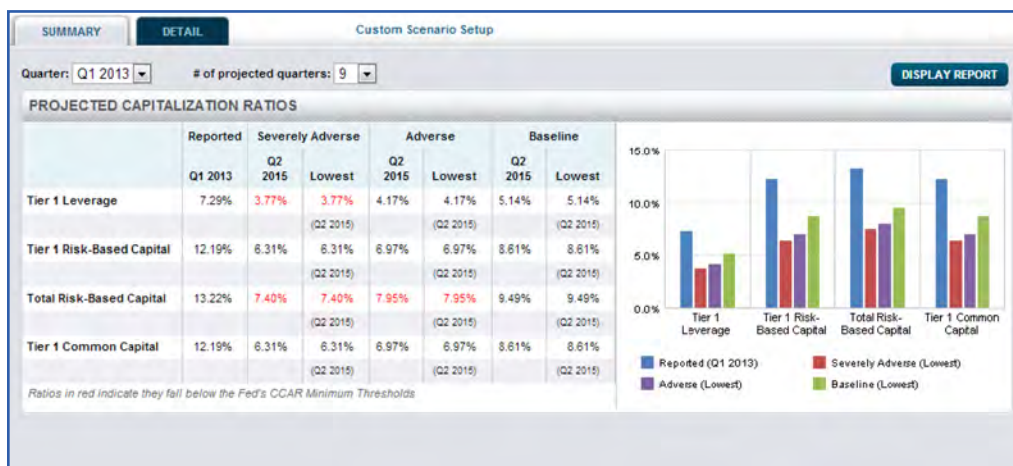 SUMMARY DETAIL Custom Scenario Setup
Quarter: Q1 2013 # of projected quarters: 9 DISPLAY REPORT
PROJECTED CAPITALIZATION RATIOS
Reported Severely Adverse Adverse Baseline
Q1 2013 Q2 2015 Lowest Q2 2015 Lowest Q2 2015 Lowest
Tier 1 Leverage 7.29% 3.77% 3.77% 4.17% 4.17% 5.14% 5.14%
(Q2 2015) (Q2 2015) (Q2 2015)
Tier 1 Risk-Based Capital 12.19% 6.31% 6.31% 6.97% 6.97% 8.61% 8.61%
(Q2 2015) (Q2 2015) (Q2 2015)
Total Risk-Based Capital 13.22% 7.40% 7.40% 7.95% 7.95% 9.49% 9.49%
(Q2 2015) (Q2 2015) (Q2 2015)
Tier 1 Common Capital 12.19% 6.31% 6.31% 6.97% 6.97% 8.61% 8.61%
(Q2 2015) (Q2 2015) (Q2 2015)
Ratios in red indicate they fall below the Fed's CCAR Minimum Thresholds
15.0%
10.0%
5.0%
0.0%
Tier 1 Leverage
Tier 1 Risk-Based Capital
Total Risk-Based Capital
Tier 1 Common Capital
Reported (Q1 2013) Severely Adverse (Lowest)
Adverse (Lowest) Baseline (Lowest)